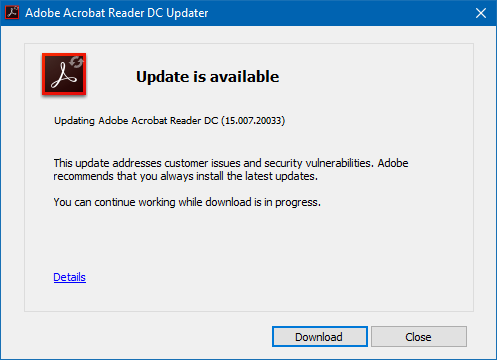 Adobe Acrobat Reader DC Updater
Update is available
Updating Adobe Acrobat Reader DC (15.007.20033)
This update addresses customer issues and security vulnerabilities. Adobe
recommends that you always install the latest updates.
You can continue working while download is in progress.
Details
Download
Close